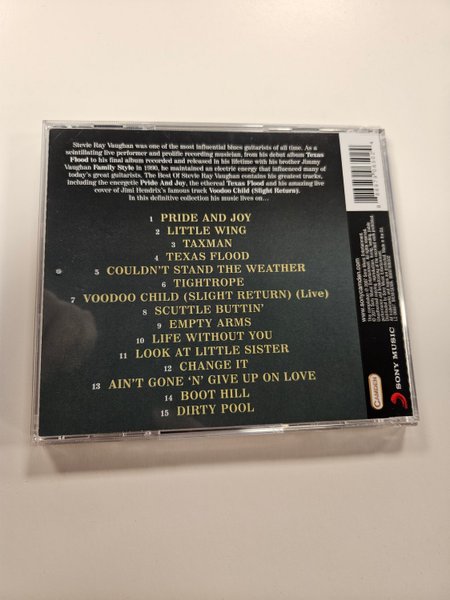 Stevie Ray Vaughan was one of the most influential blues guitarists of all time. As a
scintillating live performer and prolific recording musician, from his debut album Texas
Flood to his final album recorded and released in his lifetime with his brother Jimmy
Vaughan Family Style in 1990, he maintained an electric energy that influenced many of
today's great guitarists. The Best Of Stevie Ray Vaughan contains his greatest tracks,
including the energetic Pride And Joy, the ethereal Texas Flood and his amazing live
cover of Jimi Hendrix's famous track Voodoo Child (Slight Return).
In this definitive collection his music lives on...
1 PRIDE AND JOY
2 LITTLE WING
3 TAXMAN
4 TEXAS FLOOD
5 COULDN'T STAND THE WEATHER
6 TIGHTROPE
7 VOODOO CHILD (SLIGHT RETURN) (Live)
8 SCUTTLE BUTTIN'
9 EMPTY ARMS
10 LIFE WITHOUT YOU
11 LOOK AT LITTLE SISTER
12 CHANGE IT
13 AIN'T GONE 'N' GIVE UP ON LOVE
14 BOOT HILL
15 DIRTY POOL
www.sonycamden.com
CAMDEN
SONY MUSIC